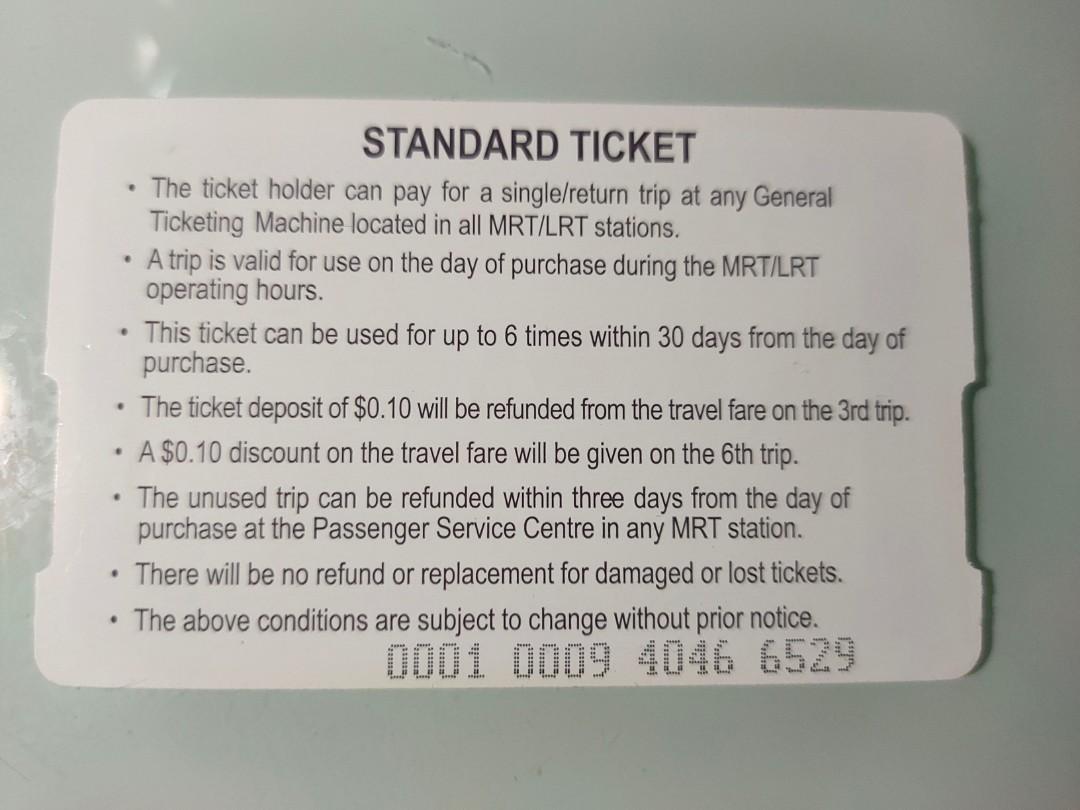 STANDARD TICKET
• The ticket holder can pay for a single/return trip at any General
Ticketing Machine located in all MRT/LRT stations.
• A trip is valid for use on the day of purchase during the MRT/LRT
operating hours.
• This ticket can be used for up to 6 times within 30 days from the day of
purchase.
• The ticket deposit of $0.10 will be refunded from the travel fare on the 3rd trip.
• A $0.10 discount on the travel fare will be given on the 6th trip.
• The unused trip can be refunded within three days from the day of
purchase at the Passenger Service Centre in any MRT station.
• There will be no refund or replacement for damaged or lost tickets.
• The above conditions are subject to change without prior notice.
0001 0009 4046 6529